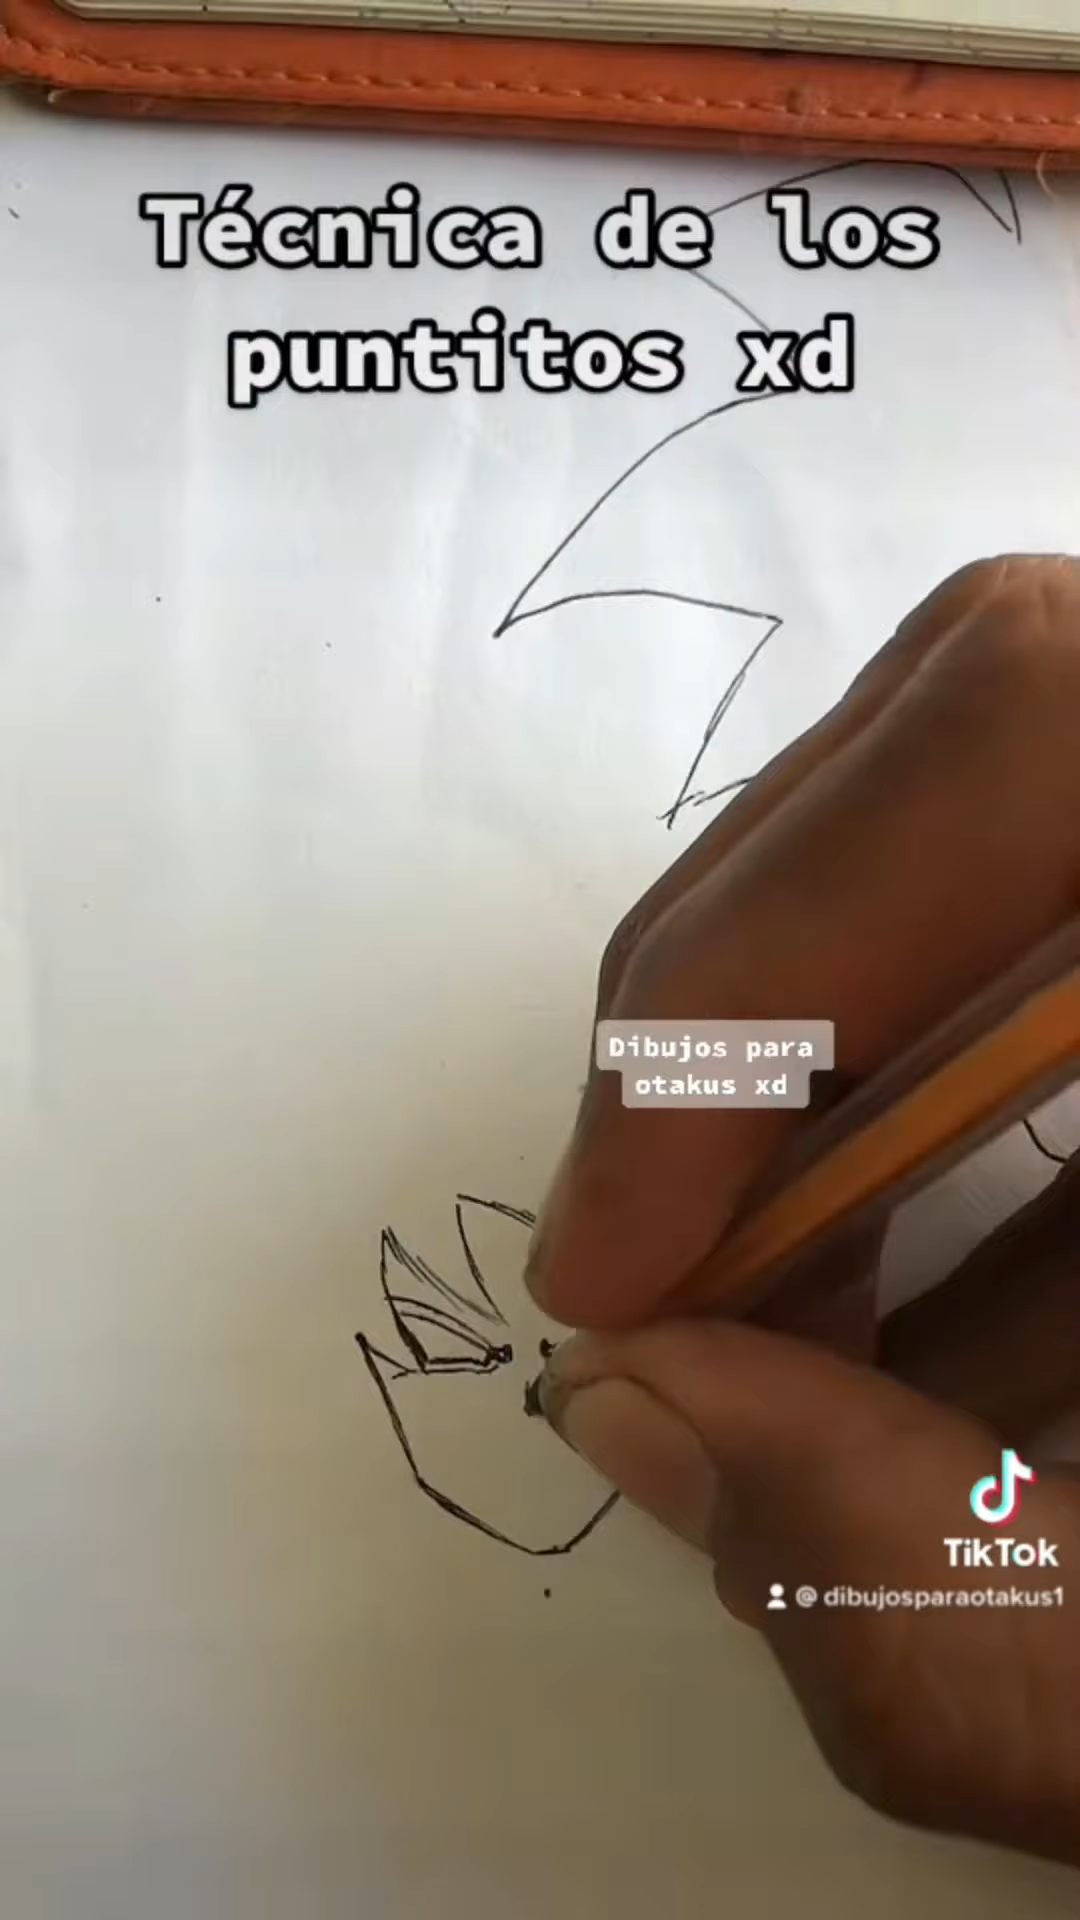 Técnica de los
puntitos xd
Dibujos para
otakus xd
TikTok
@dibujosparaotakus1